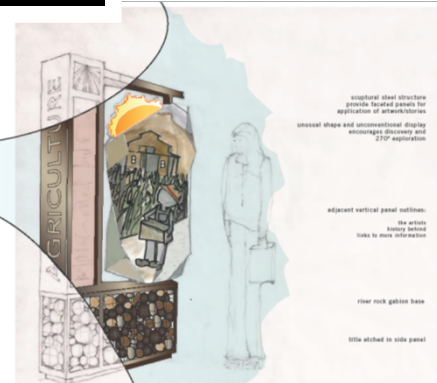 AGRICULTURE
scuptural steel structure
provide faceted panels for
application of artwork/stories
unusual shape and unconventional display
encourages discovery and
270° exploration
adjacent vertical panel outlines:
the artists
history behind
links to more information
river rock gabion base
title etched in side panel